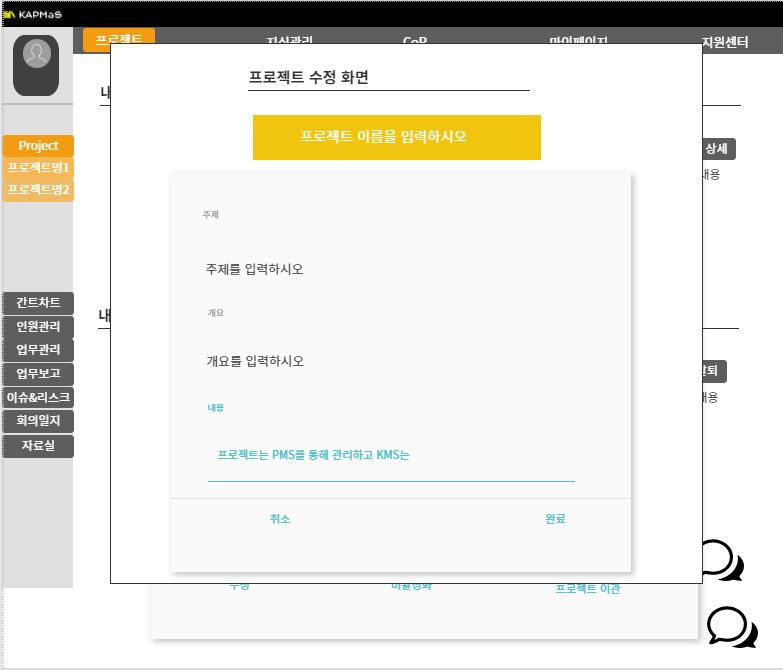 KAPMaS
프로젝트
지식관리
CoP
마이페이지
지원센터
프로젝트 수정 화면
내
프로젝트 이름을 입력하시오
Project
상세
프로젝트명1
내용
프로젝트명2
주제
주제를 입력하시오
간트차트
개요
내
인원관리
업무관리
개요를 입력하시오
탈퇴
업무보고
이슈&리스크
내용
내용
회의일지
자료실
프로젝트는 PMS를 통해 관리하고 KMS는
취소
완료
수정
비활성화
프로젝트 이관